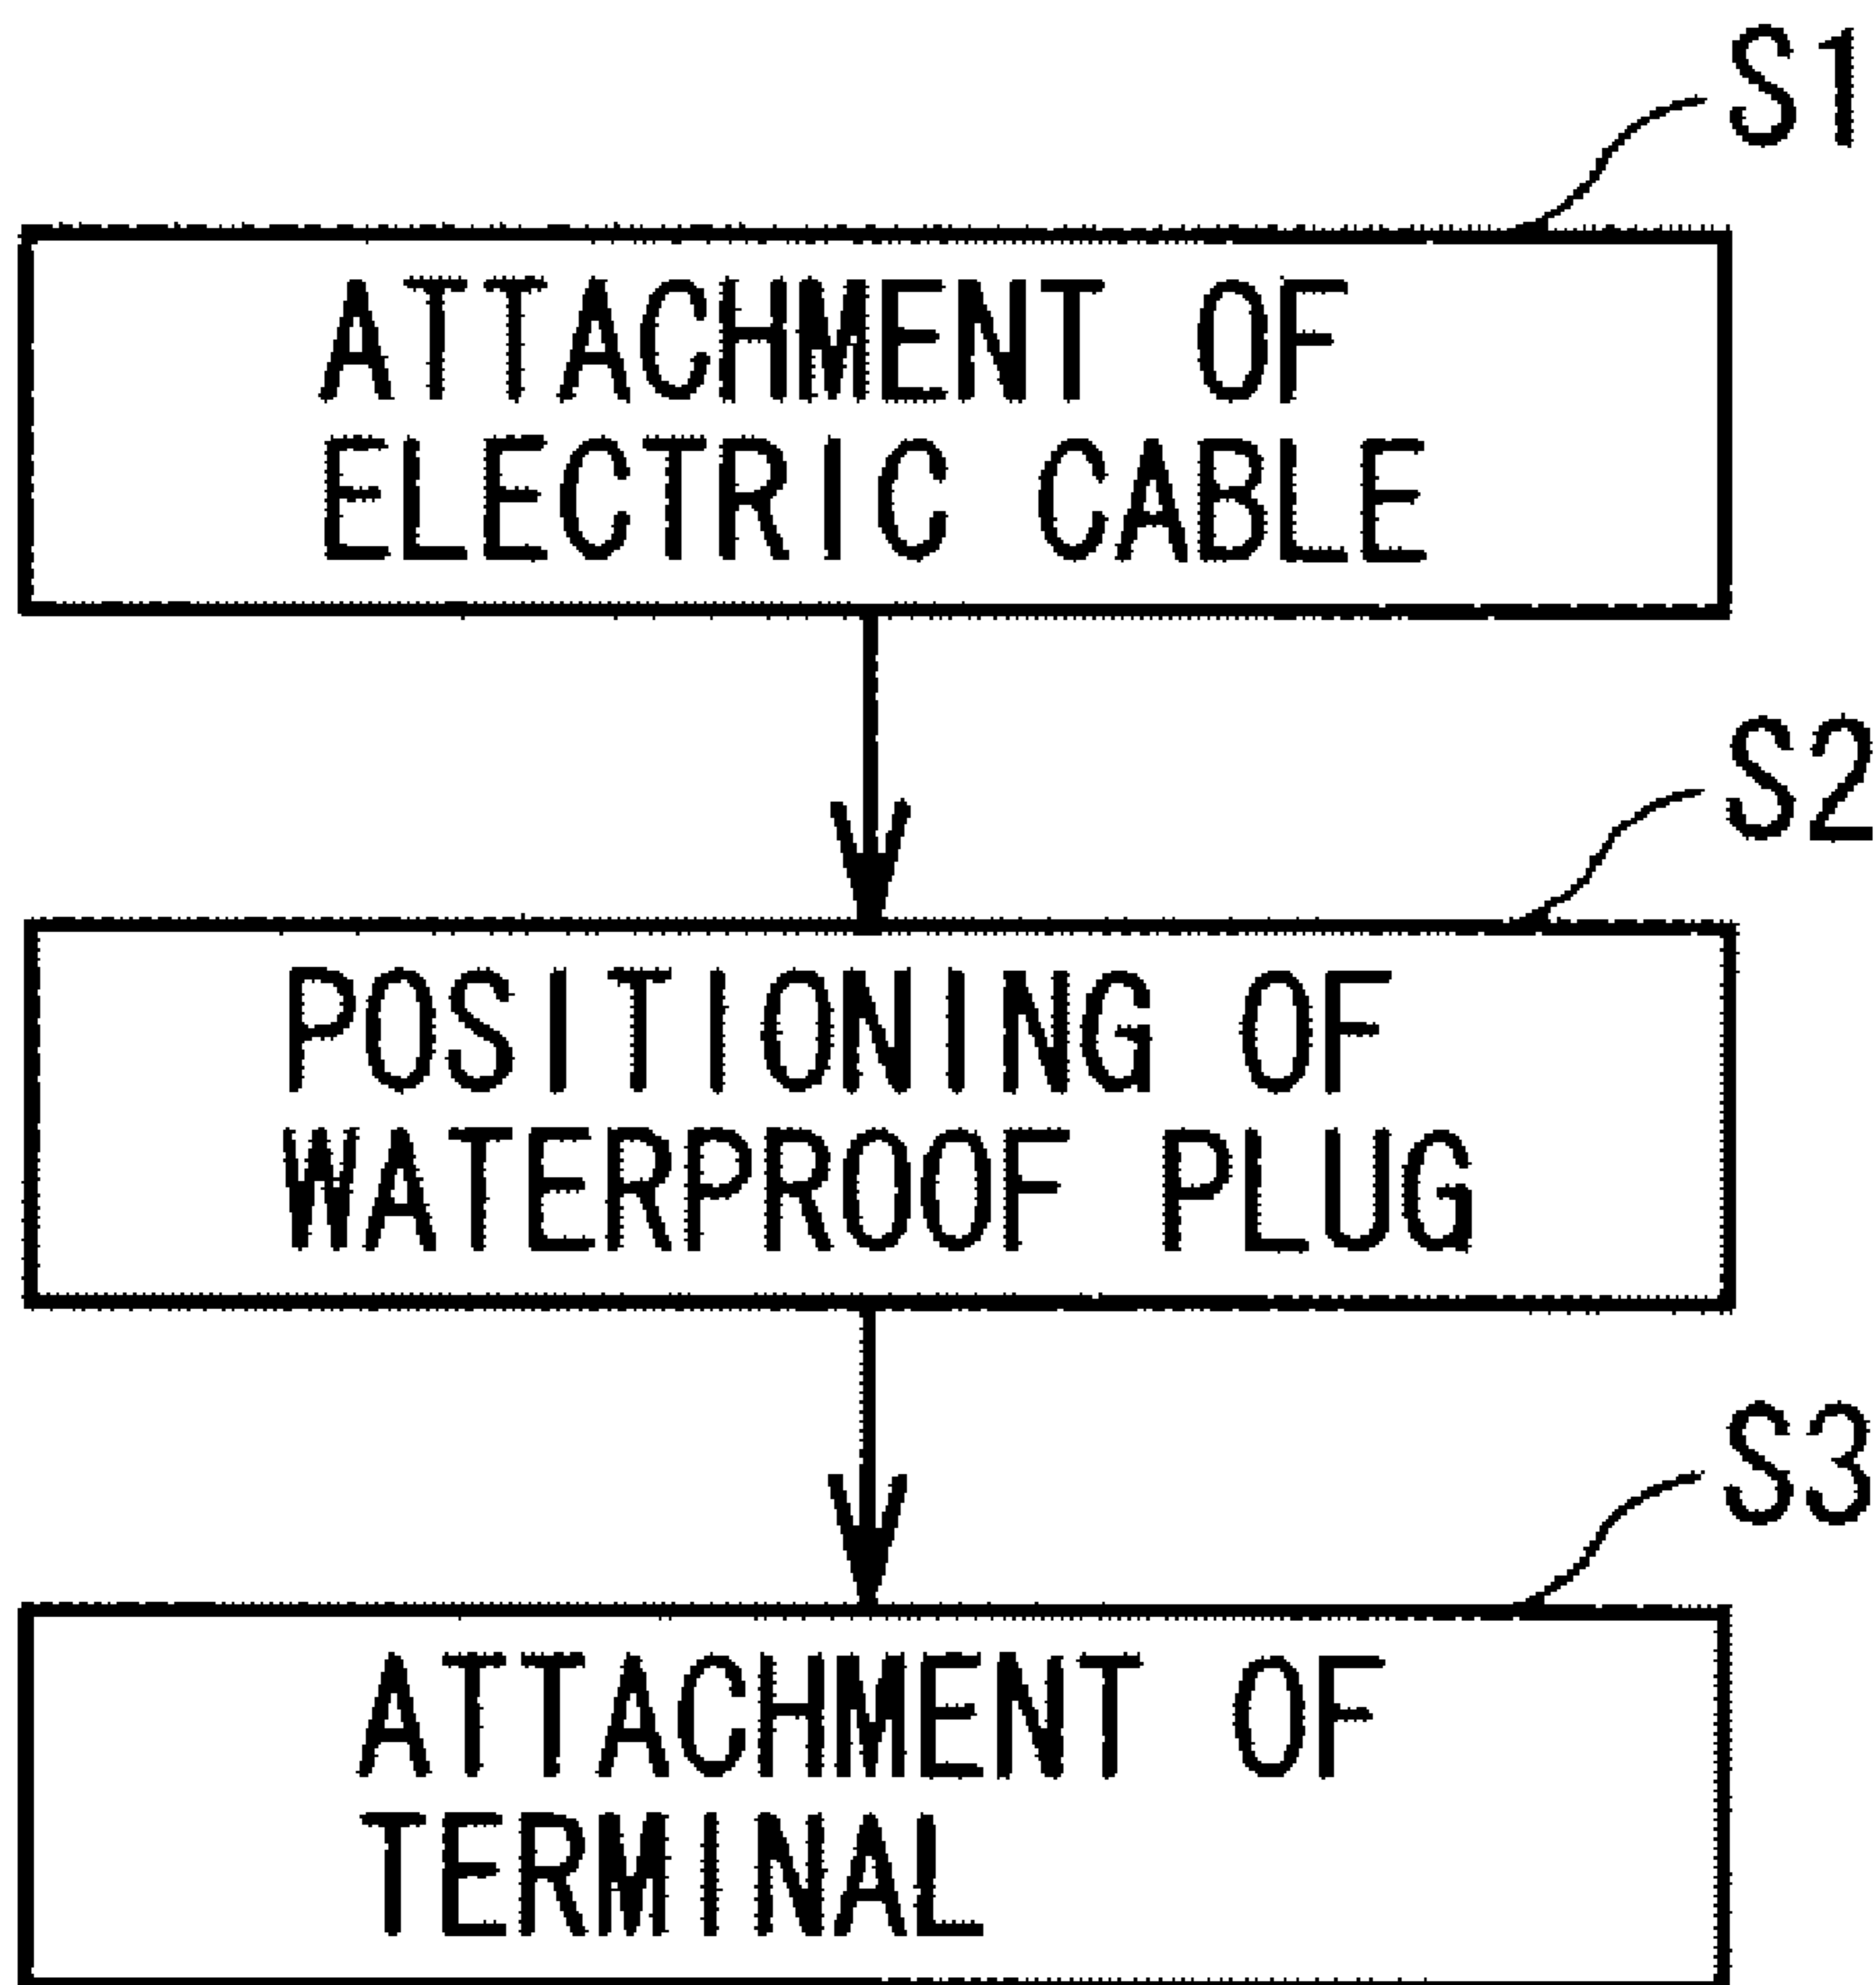 S1
ATTACHMENT OF
ELECTRIC CABLE
S2
POSITIONING OF
WATERPROOF PLUG
S3
ATTACHMENT OF
TERMINAL